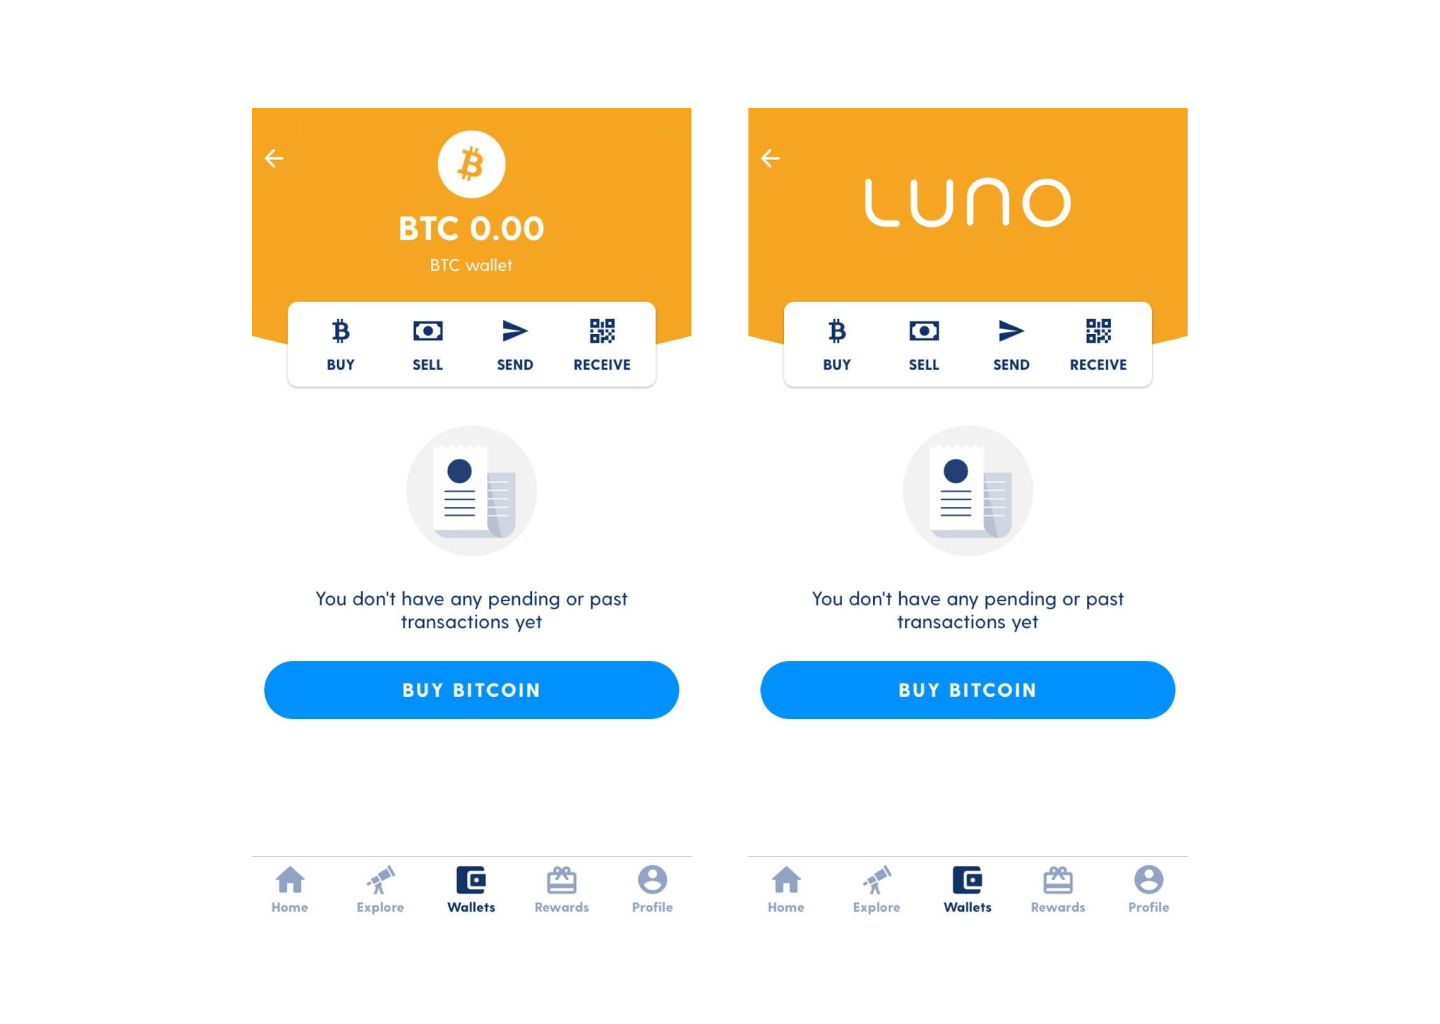 BTC 0.00
BTC wallet
BUY SELL SEND RECEIVE
You don't have any pending or past
transactions yet
BUY BITCOIN
Home Explore Wallets Rewards Profile
LUNO
BUY SELL SEND RECEIVE
You don't have any pending or past
transactions yet
BUY BITCOIN
Home Explore Wallets Rewards Profile